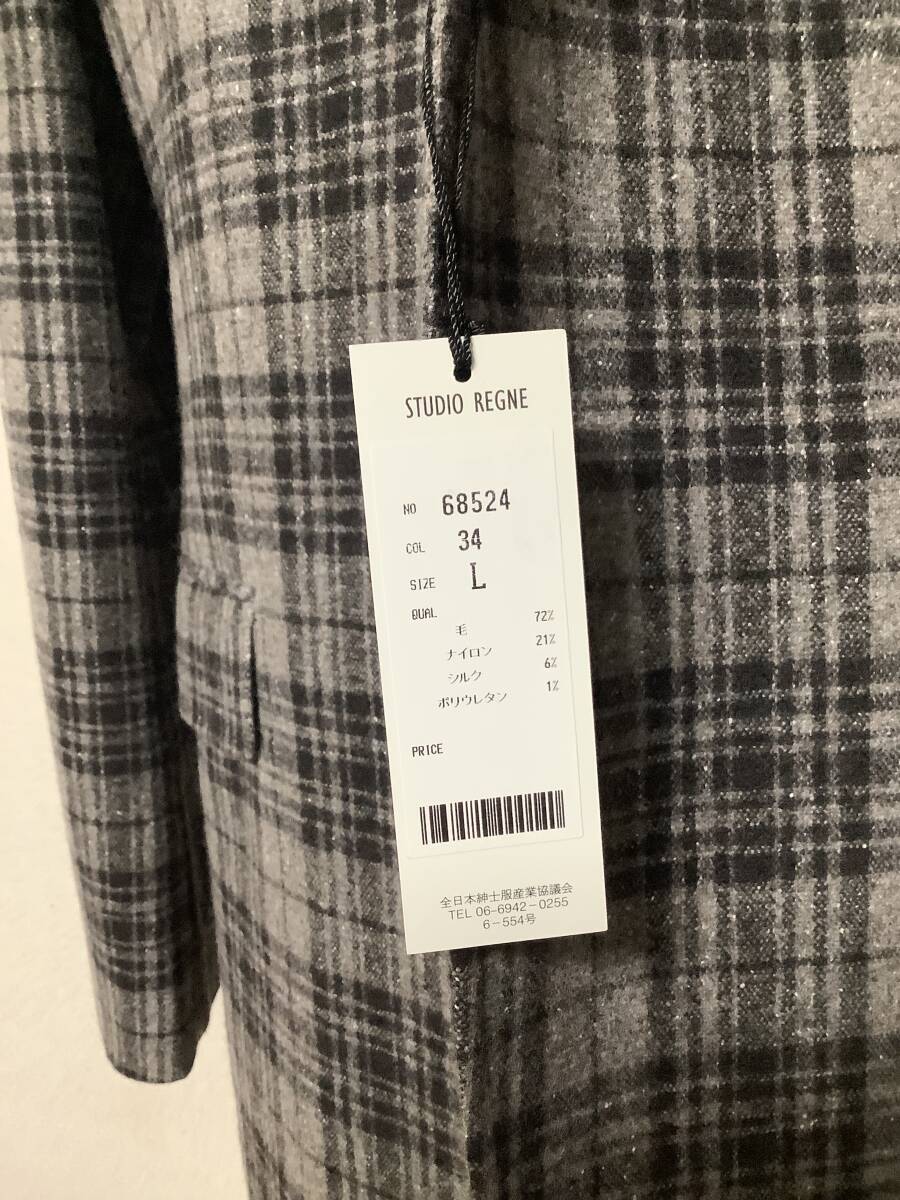 STUDIO REGNE
NO 68524
COL 34
SIZE L
QUAL
毛 72%
ナイロン 21%
シルク 6%
ポリウレタン 1%
PRICE
全日本紳士服産業協議会
TEL 06-6942-0255
6-554号